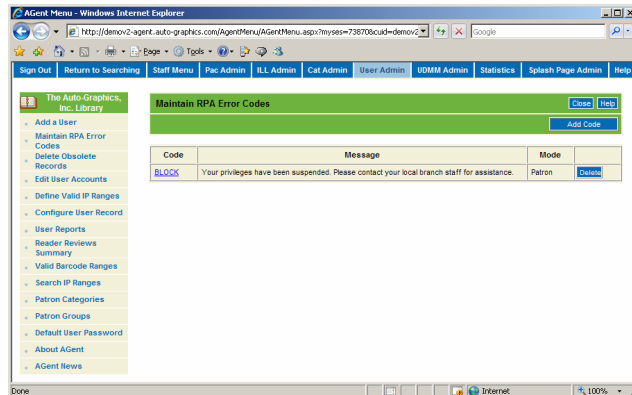 AGent Menu - Windows Internet Explorer
http://demov2-agent.auto-graphics.com/AgentMenu/AGentMenu.aspx?myses=73870&cuid=demov2
Google
Page Tools
Sign Out Return to Searching Staff Menu Pac Admin ILL Admin Cat Admin User Admin UDMM Admin Statistics Splash Page Admin Help
The Auto-Graphics,
Inc. Library
Add a User
Maintain RPA Error
Codes
Delete Obsolete
Records
Edit User Accounts
Define Valid IP Ranges
Configure User Record
User Reports
Reader Reviews
Summary
Valid Barcode Ranges
Search IP Ranges
Patron Categories
Patron Groups
Default User Password
About AGent
AGent News
Maintain RPA Error Codes
Close Help
Add Code
Code Message Mode
BLOCK Your privileges have been suspended. Please contact your local branch staff for assistance. Patron Delete
Done Internet 100%